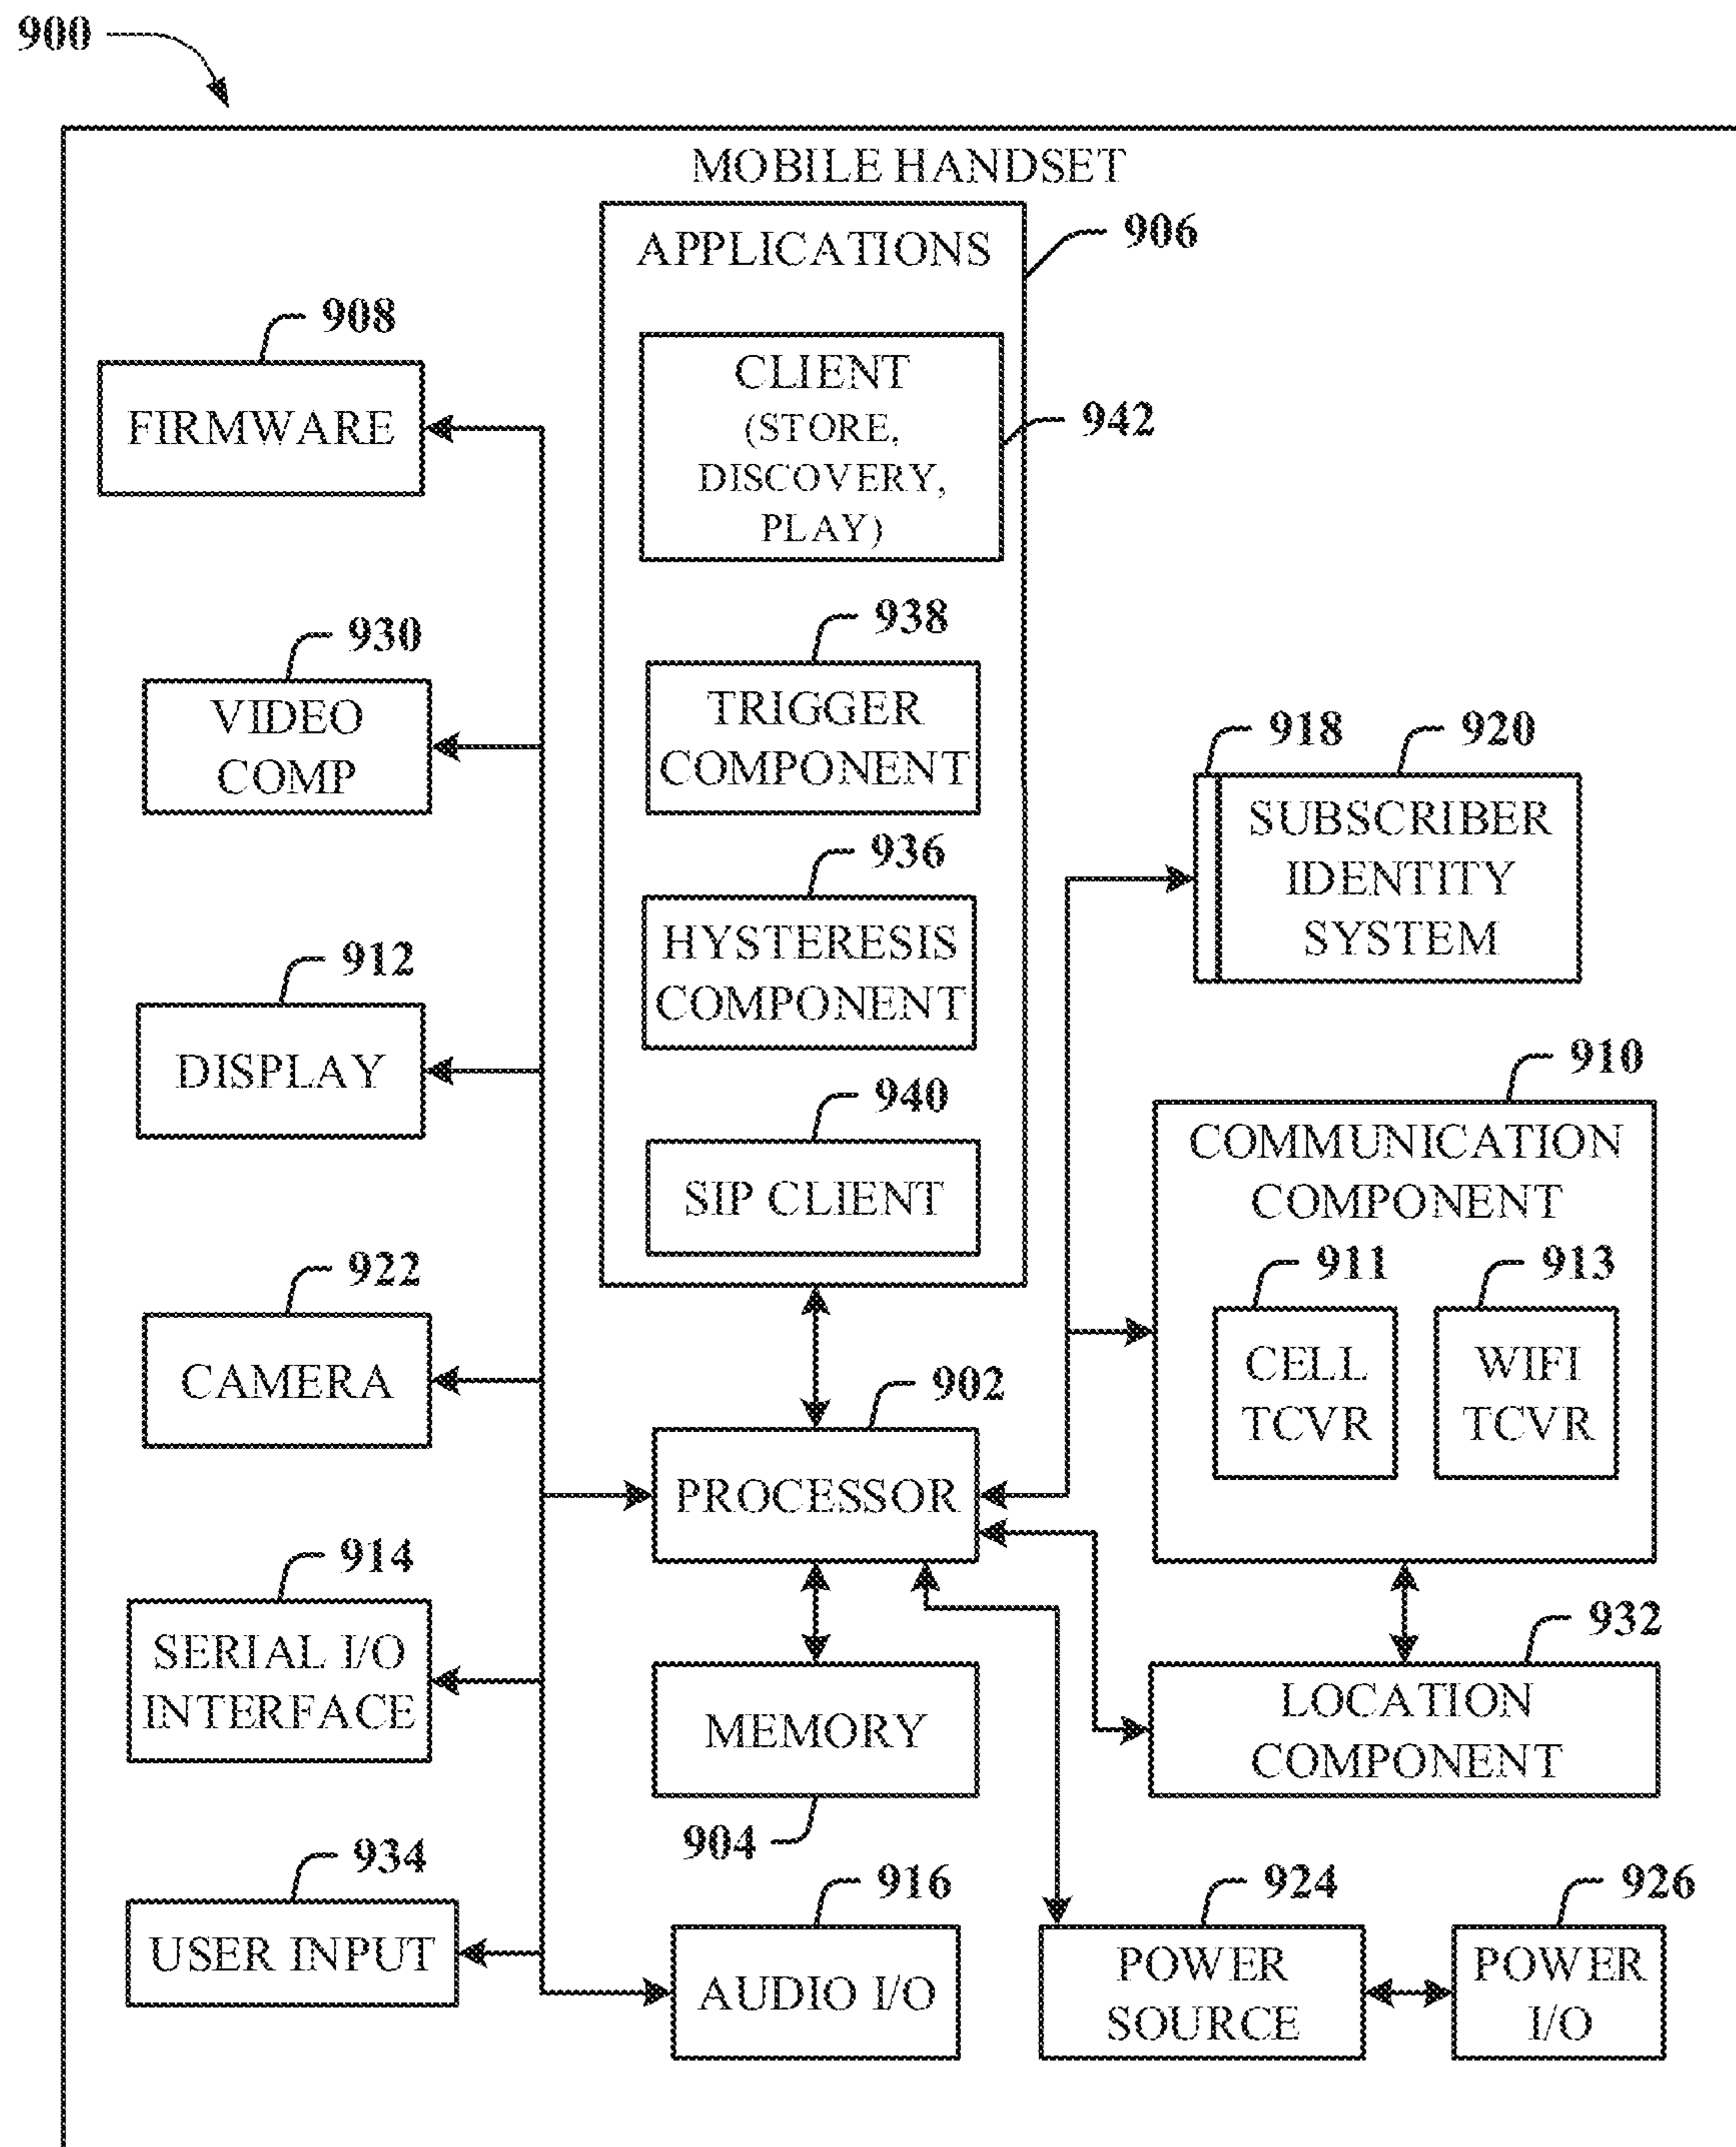 900
MOBILE HANDSET
APPLICATIONS
906
CLIENT
(STORE,
DISCOVERY,
PLAY)
942
908
FIRMWARE
930
VIDEO
COMP
938
TRIGGER
COMPONENT
936
HYSTERESIS
COMPONENT
918
920
SUBSCRIBER
IDENTITY
SYSTEM
912
DISPLAY
940
SIP CLIENT
910
COMMUNICATION
COMPONENT
911
CELL
TCVR
913
WIFI
TCVR
922
CAMERA
902
PROCESSOR
914
SERIAL I/O
INTERFACE
MEMORY
904
932
LOCATION
COMPONENT
934
USER INPUT
916
AUDIO I/O
924
POWER
SOURCE
926
POWER
I/O